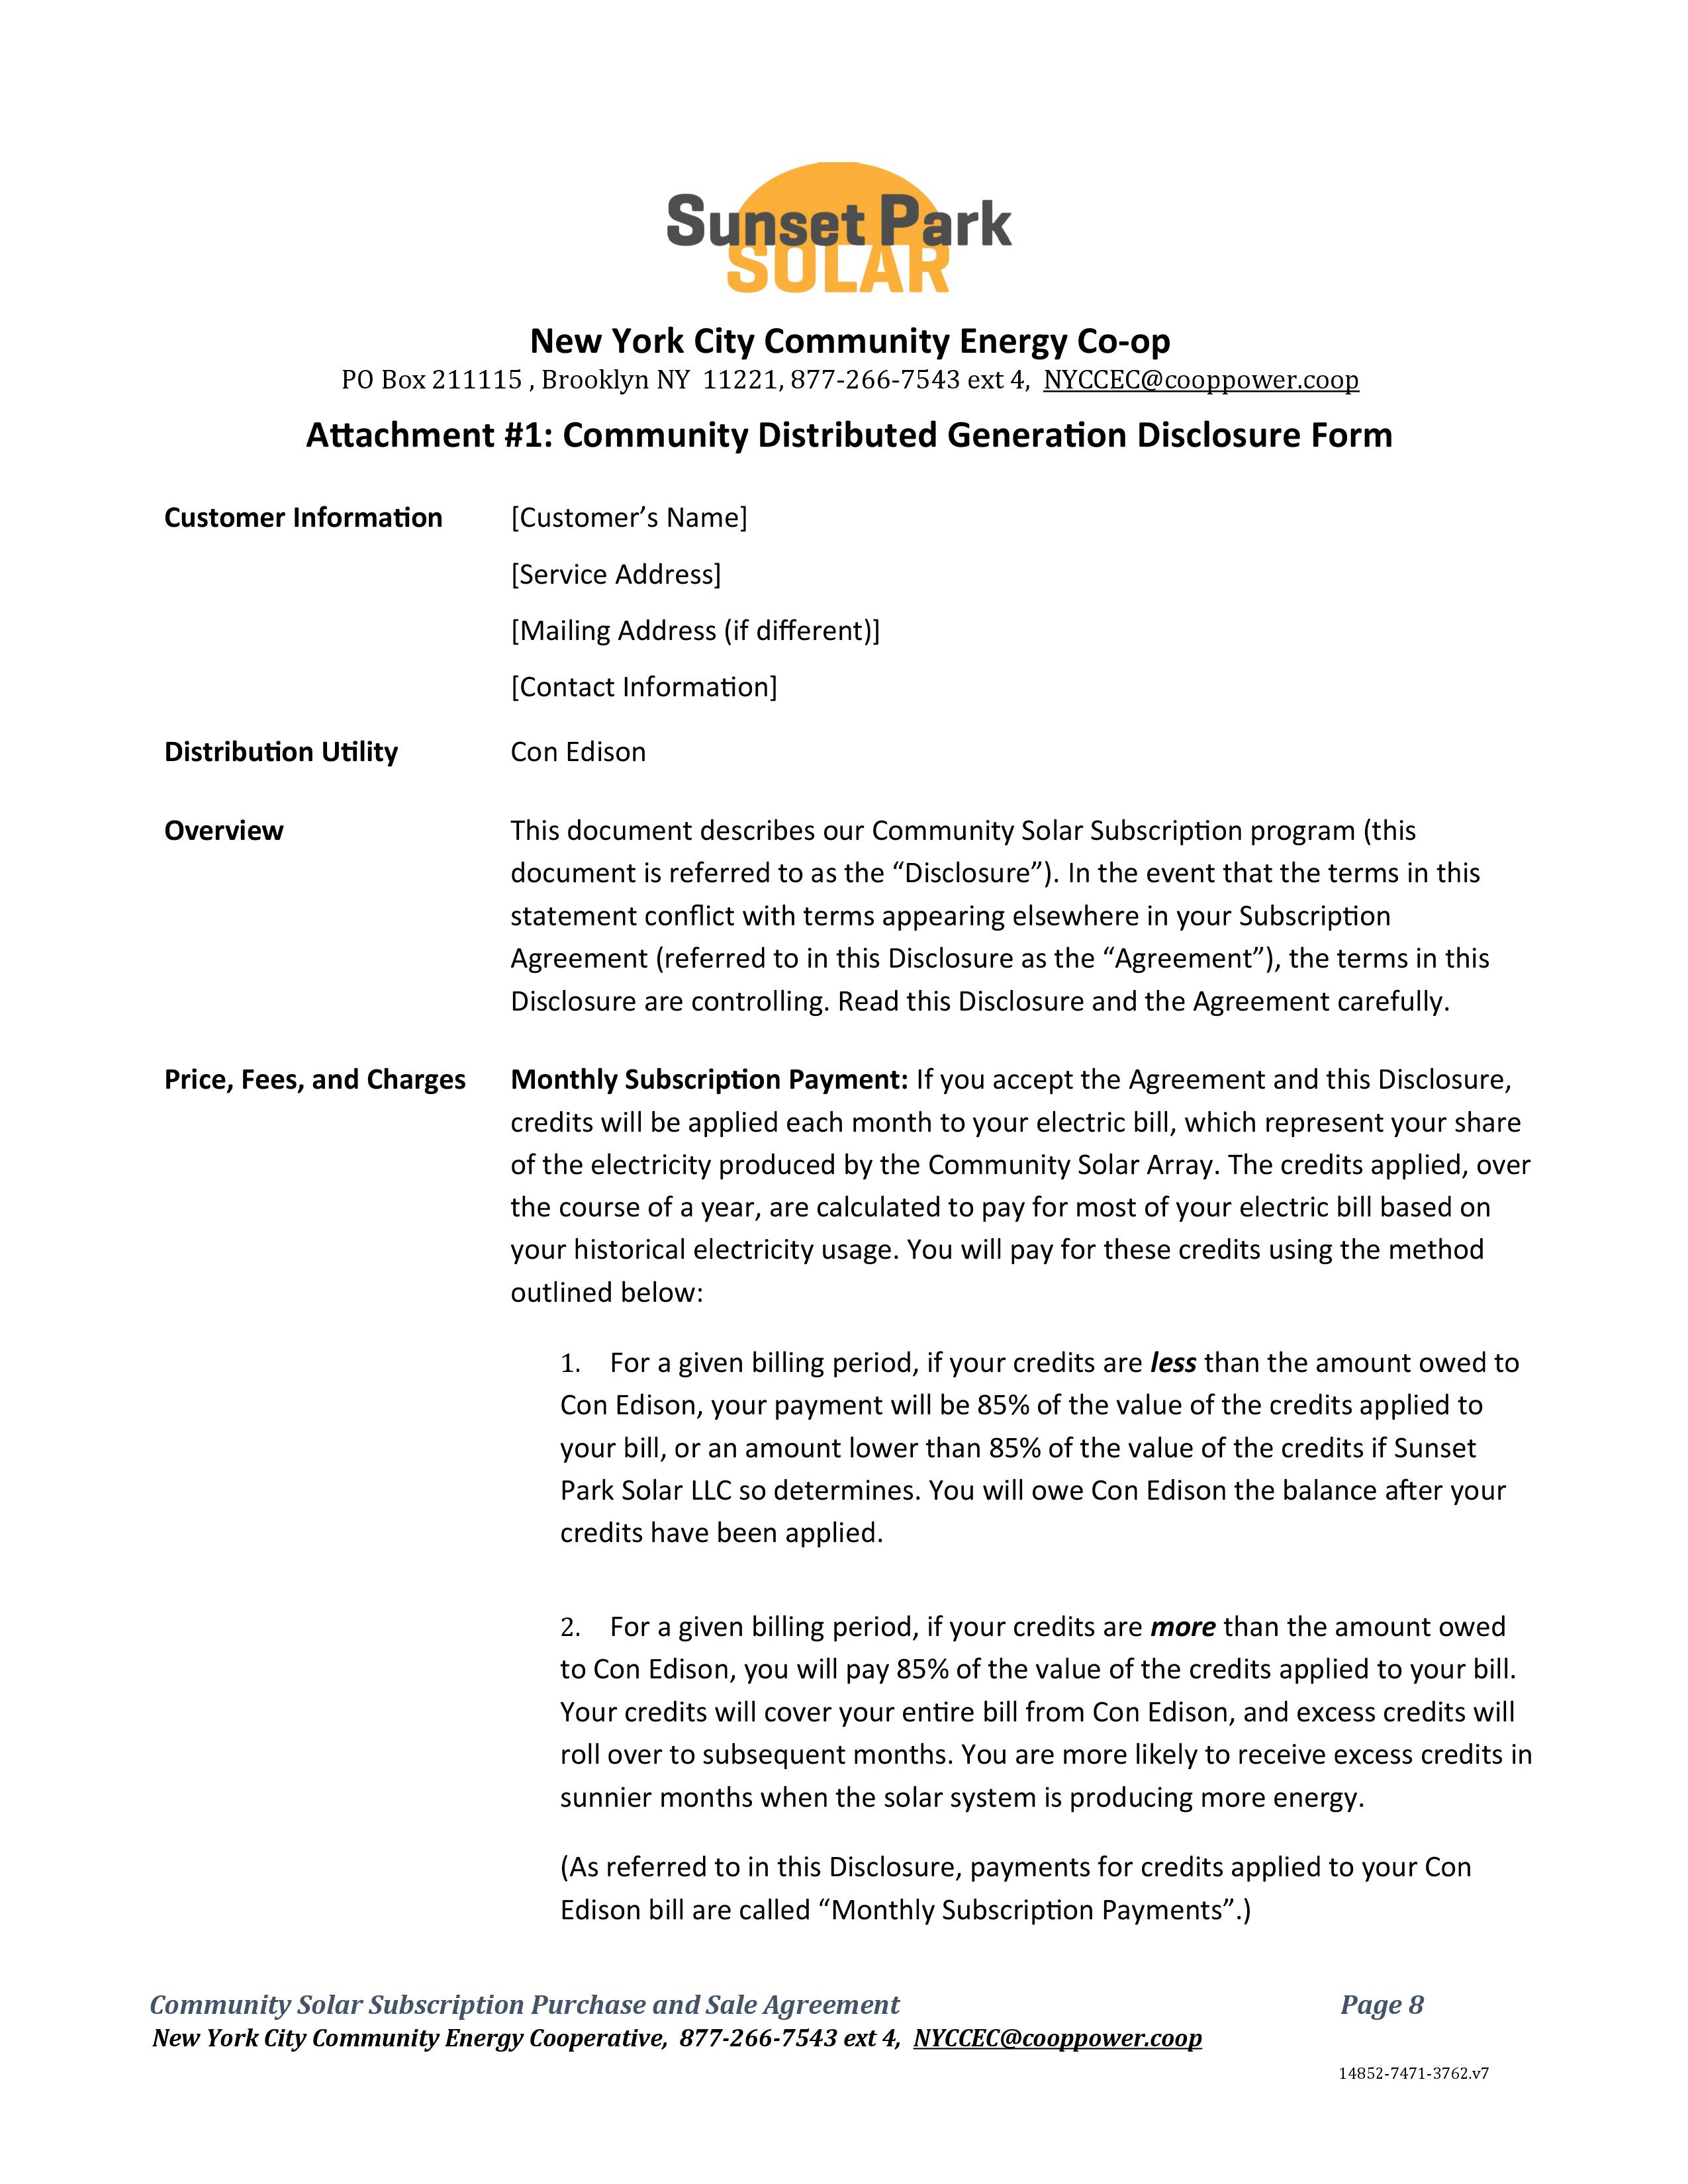 Sunset Park
SOLAR
New York City Community Energy Co-op
PO Box 211115 , Brooklyn NY 11221, 877-266-7543 ext 4, NYCCEC@cooppower.coop
Attachment #1: Community Distributed Generation Disclosure Form
Customer Information [Customer’s Name]
[Service Address]
[Mailing Address (if different)]
[Contact Information]
Distribution Utility Con Edison
Overview This document describes our Community Solar Subscription program (this
document is referred to as the “Disclosure”). In the event that the terms in this
statement conflict with terms appearing elsewhere in your Subscription
Agreement (referred to in this Disclosure as the “Agreement”), the terms in this
Disclosure are controlling. Read this Disclosure and the Agreement carefully.
Price, Fees, and Charges Monthly Subscription Payment: If you accept the Agreement and this Disclosure,
credits will be applied each month to your electric bill, which represent your share
of the electricity produced by the Community Solar Array. The credits applied, over
the course of a year, are calculated to pay for most of your electric bill based on
your historical electricity usage. You will pay for these credits using the method
outlined below:
1. For a given billing period, if your credits are less than the amount owed to
Con Edison, your payment will be 85% of the value of the credits applied to
your bill, or an amount lower than 85% of the value of the credits if Sunset
Park Solar LLC so determines. You will owe Con Edison the balance after your
credits have been applied.
2. For a given billing period, if your credits are more than the amount owed
to Con Edison, you will pay 85% of the value of the credits applied to your bill.
Your credits will cover your entire bill from Con Edison, and excess credits will
roll over to subsequent months. You are more likely to receive excess credits in
sunnier months when the solar system is producing more energy.
(As referred to in this Disclosure, payments for credits applied to your Con
Edison bill are called “Monthly Subscription Payments”.)
Community Solar Subscription Purchase and Sale Agreement Page 8
New York City Community Energy Cooperative, 877-266-7543 ext 4, NYCCEC@cooppower.coop
14852-7471-3762.v7